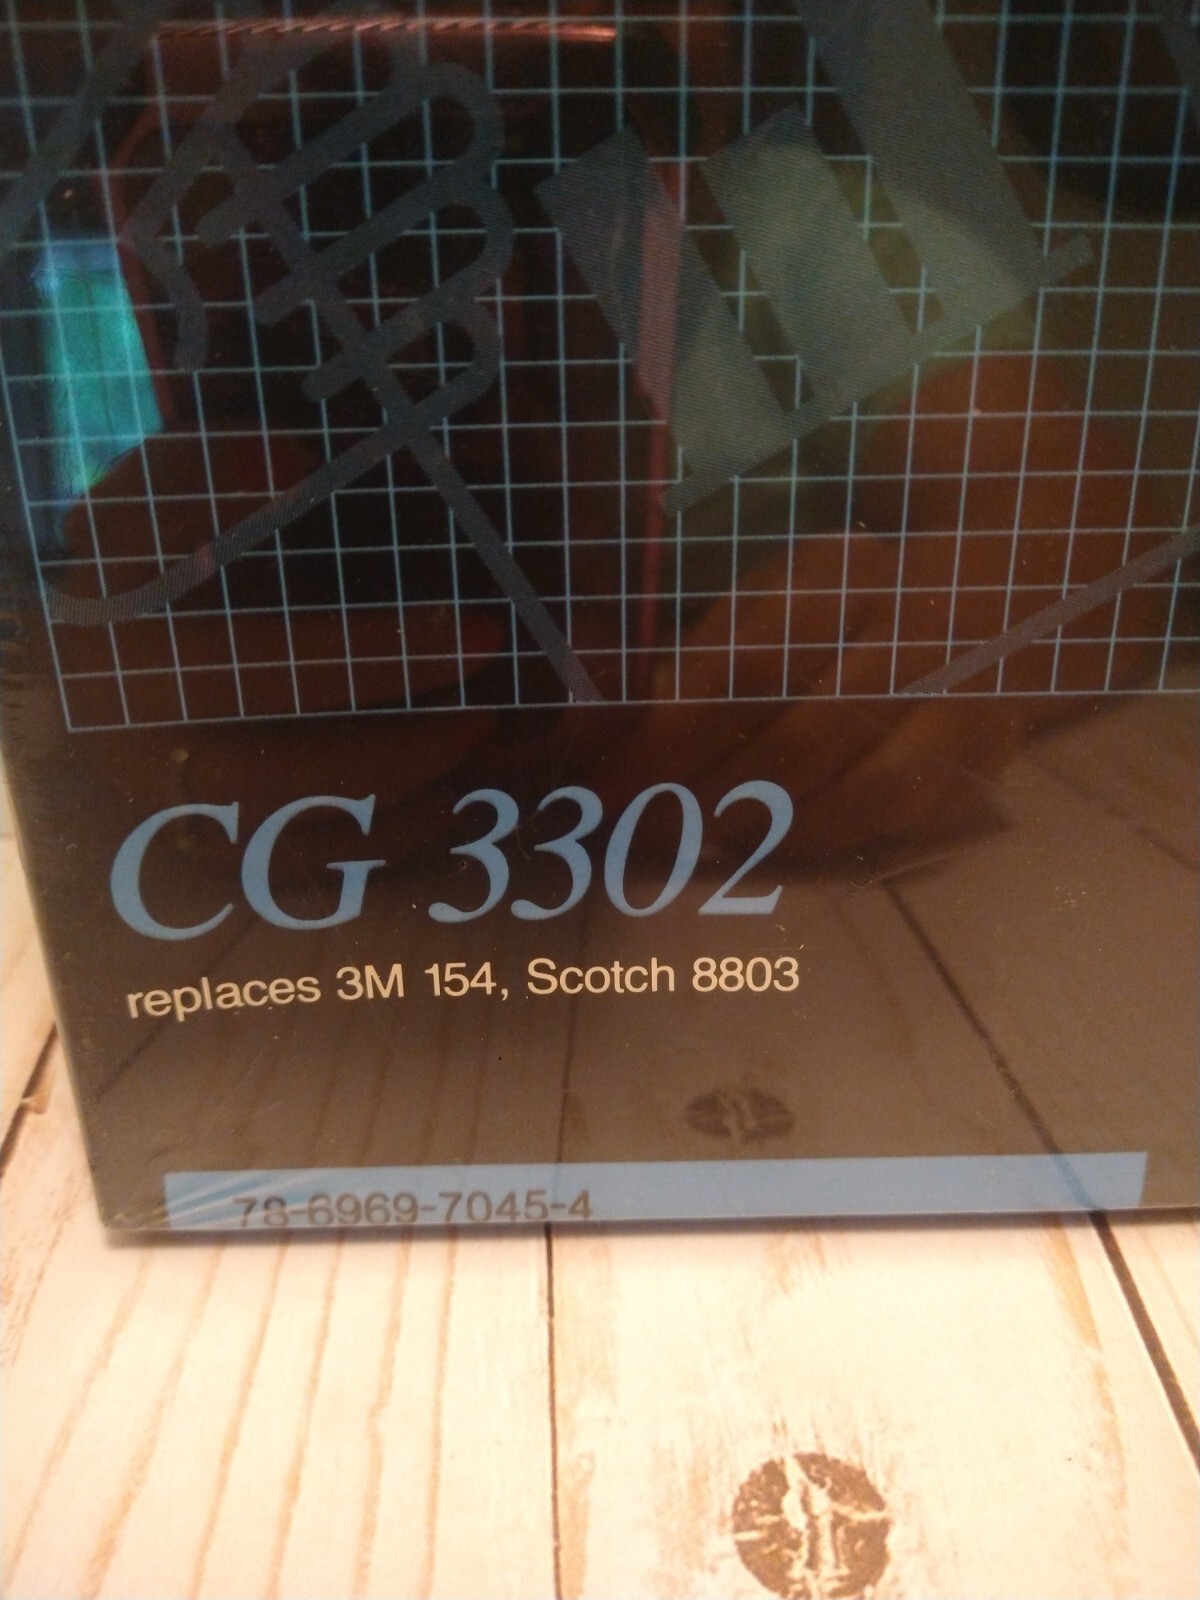 CG 3302
replaces 3M 154, Scotch 8803
78-6969-7045-4